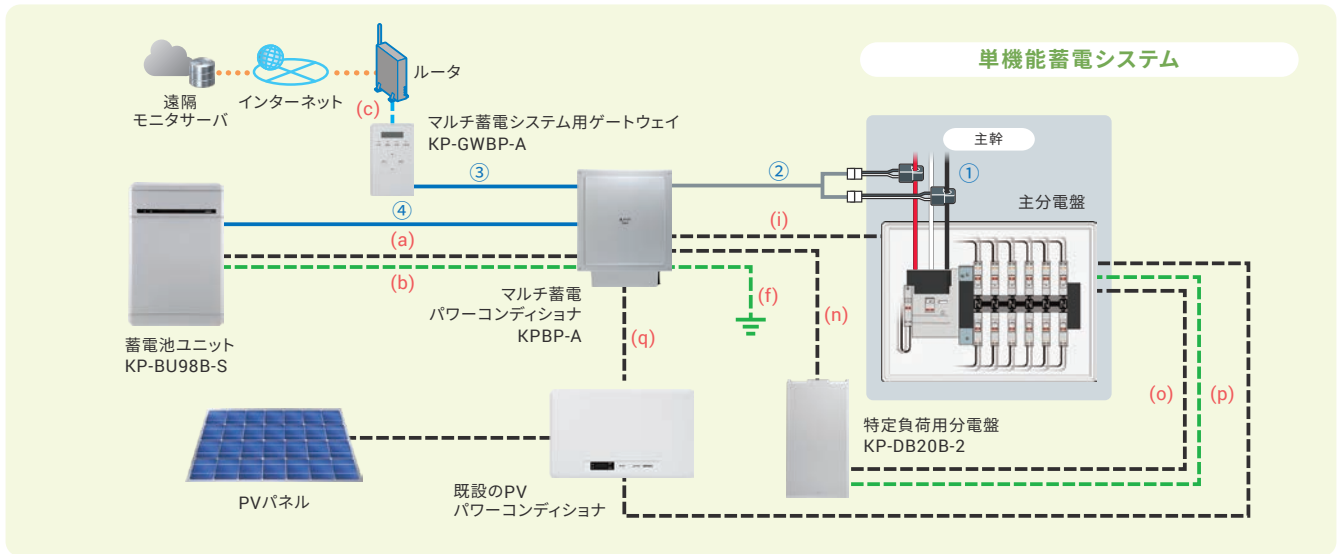 単機能蓄電システム
ルータ
遠隔
モニタサーバ
インターネット
(c)
マルチ蓄電システム用ゲートウェイ
KP-GWBP-A
主幹
③
②
①
主分電盤
④
(a)
(i)
(b)
(f)
(n)
マルチ蓄電
パワーコンディショナ
KPBP-A
(q)
蓄電池ユニット
KP-BU98B-S
(o)
(p)
特定負荷用分電盤
KP-DB20B-2
PVパネル
既設のPV
パワーコンディショナ